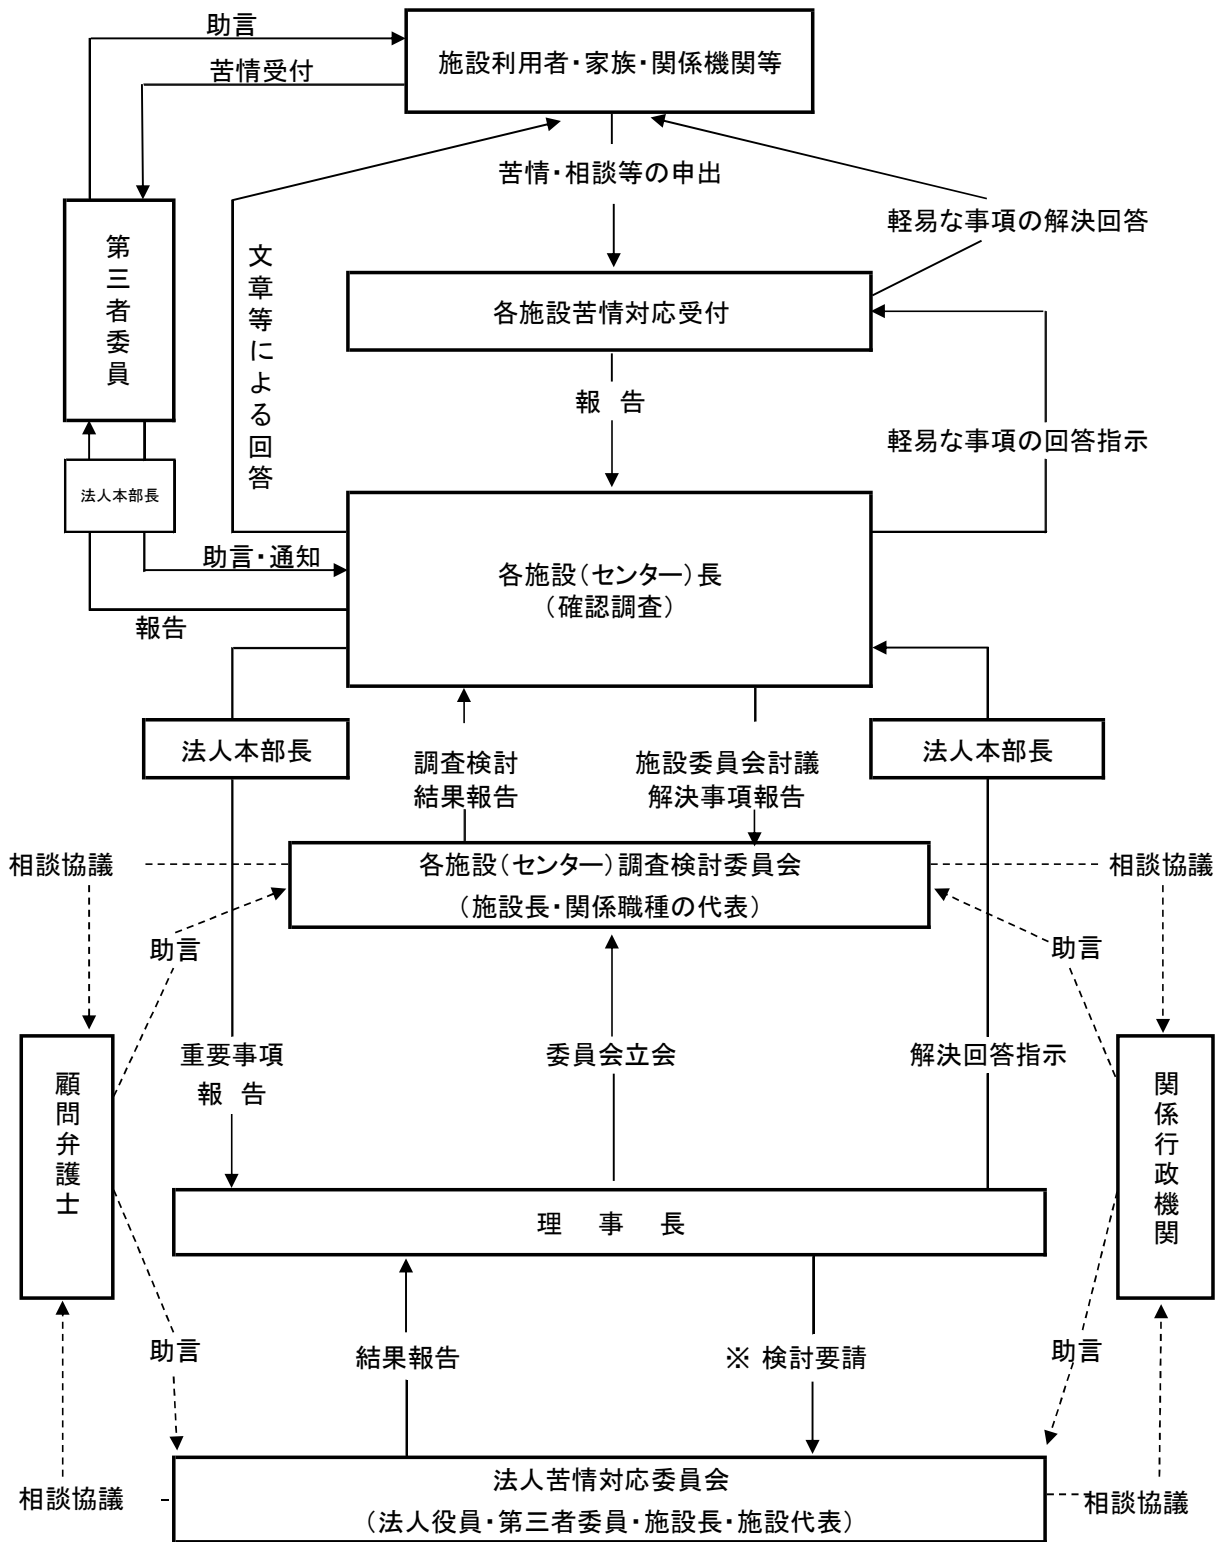 助言
施設利用者・家族・関係機関等
苦情受付
苦情・相談等の申出
軽易な事項の解決回答
第三者委員
文章等による回答
各施設苦情対応受付
報　告
軽易な事項の回答指示
法人本部長
助言・通知
各施設（センター）長
（確認調査）
報告
法人本部長
法人本部長
調査検討
結果報告
施設委員会討議
解決事項報告
相談協議
各施設（センター）調査検討委員会
（施設長・関係職種の代表）
相談協議
助言
助言
重要事項
報　告
委員会立会
解決回答指示
顧問弁護士
関係行政機関
理　事　長
助言
結果報告
※ 検討要請
助言
相談協議
法人苦情対応委員会
（法人役員・第三者委員・施設長・施設代表）
相談協議